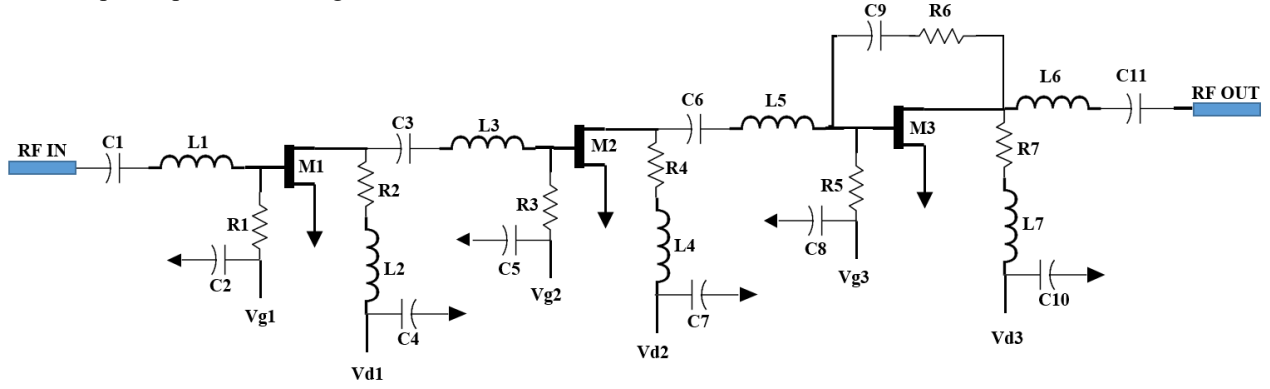 C9
R6
L6
C11
RF OUT
C6
L5
M3
C3
L3
M2
R7
RF IN
C1
L1
M1
R4
R5
R2
R3
C8
L7
R1
C5
L4
Vg3
C2
L2
Vg2
C10
Vg1
C4
C7
Vd3
Vd2
Vd1